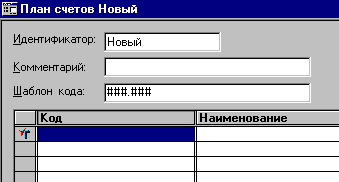 План счетов Новый
Идентификатор: Новый
Комментарий:
Шаблон кода: ###.###
Код Наименование